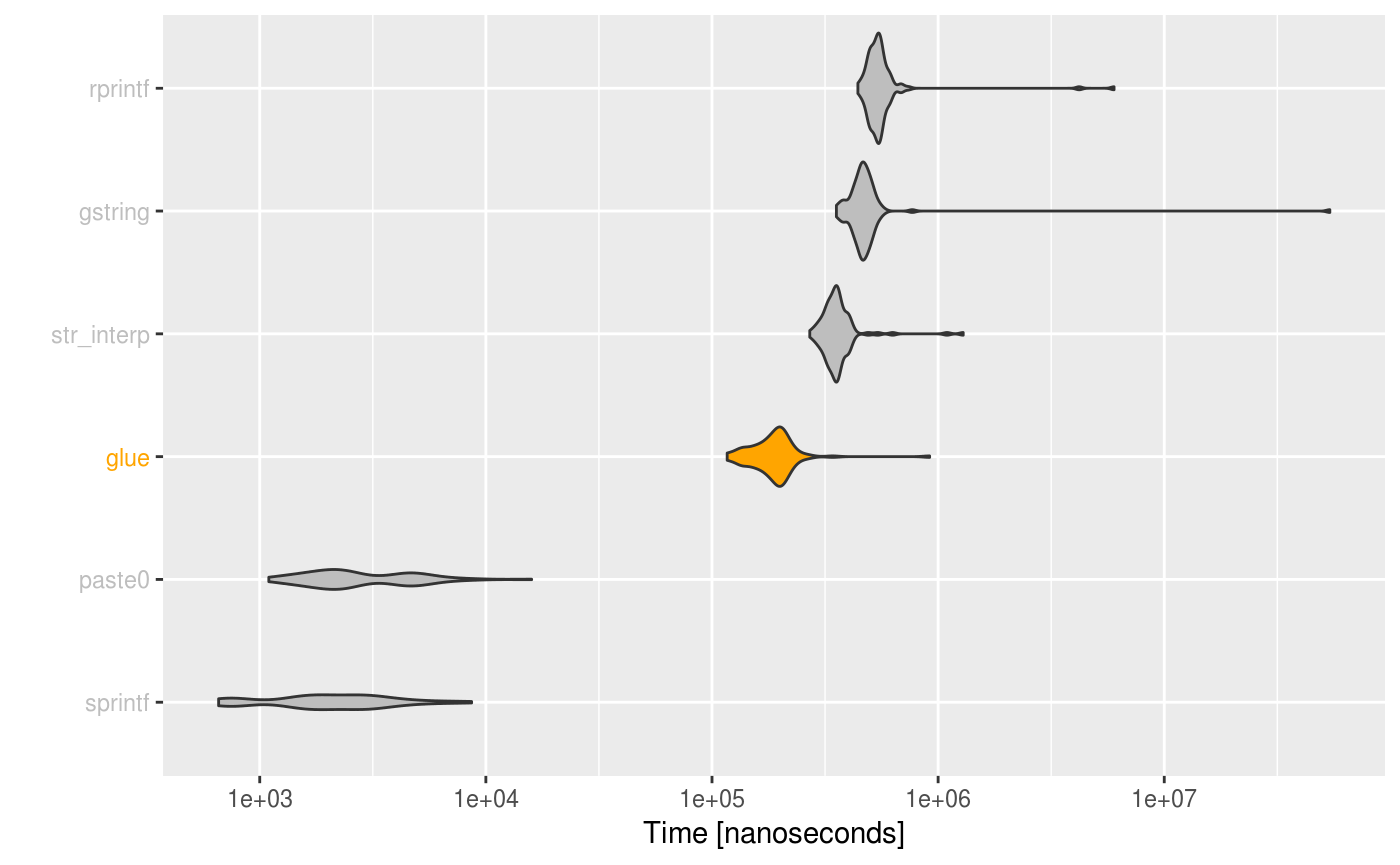 rprintf
gstring
str_interp
glue
paste0
sprintf
1e+03 1e+04 1e+05 1e+06 1e+07
Time [nanoseconds]